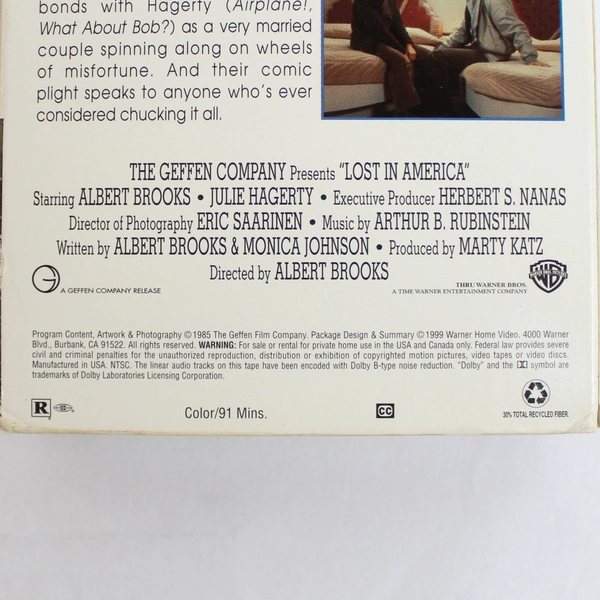 bonds with Hagerty (Airplane!,
What About Bob?) as a very married
couple spinning along on wheels
of misfortune. And their comic
plight speaks to anyone who's ever
considered chucking it all.
THE GEFFEN COMPANY Presents "LOST IN AMERICA"
Starring ALBERT BROOKS • JULIE HAGERTY • Executive Producer HERBERT S. NANAS
Director of Photography ERIC SAARINEN • Music by ARTHUR B. RUBINSTEIN
Written by ALBERT BROOKS & MONICA JOHNSON • Produced by MARTY KATZ
Directed by ALBERT BROOKS
A GEFFEN COMPANY RELEASE
THRU WARNER BROS.
A TIME WARNER ENTERTAINMENT COMPANY
Program Content, Artwork & Photography ©1985 The Geffen Film Company. Package Design & Summary ©1999 Warner Home Video. 4000 Warner
Blvd., Burbank, CA 91522. All rights reserved. WARNING: For sale or rental for private home use in the USA and Canada only. Federal law provides severe
civil and criminal penalties for the unauthorized reproduction, distribution or exhibition of copyrighted motion pictures, video tapes or video discs.
Manufactured in USA. NTSC. The linear audio tracks on this tape have been encoded with Dolby B-type noise reduction. "Dolby" and the symbol are
trademarks of Dolby Laboratories Licensing Corporation.
R
Color/91 Mins.
CC
30% TOTAL RECYCLED FIBER.